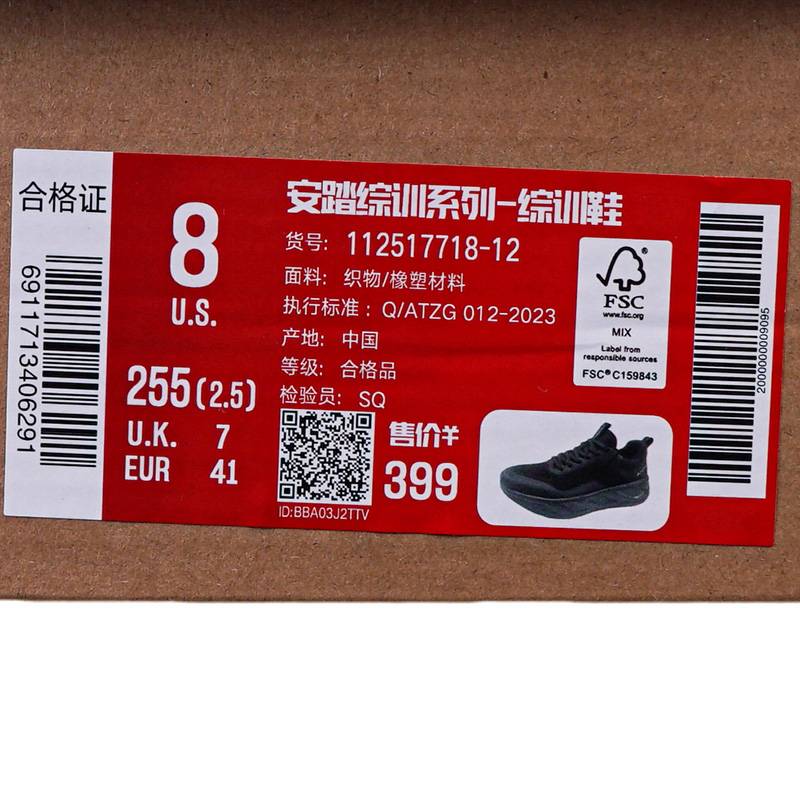 合格证
6911713406291
8
U.S.
255(2.5)
U.K. 7
EUR 41
安踏综训系列-综训鞋
货号: 112517718-12
面料: 织物/橡塑材料
执行标准: Q/ATZG 012-2023
产地: 中国
等级: 合格品
检验员: SQ
ID:BBA03J2TTV
售价¥
399
FSC®
www.fsc.org
MIX
Label from
responsible sources
FSC® C159843
2000000009095